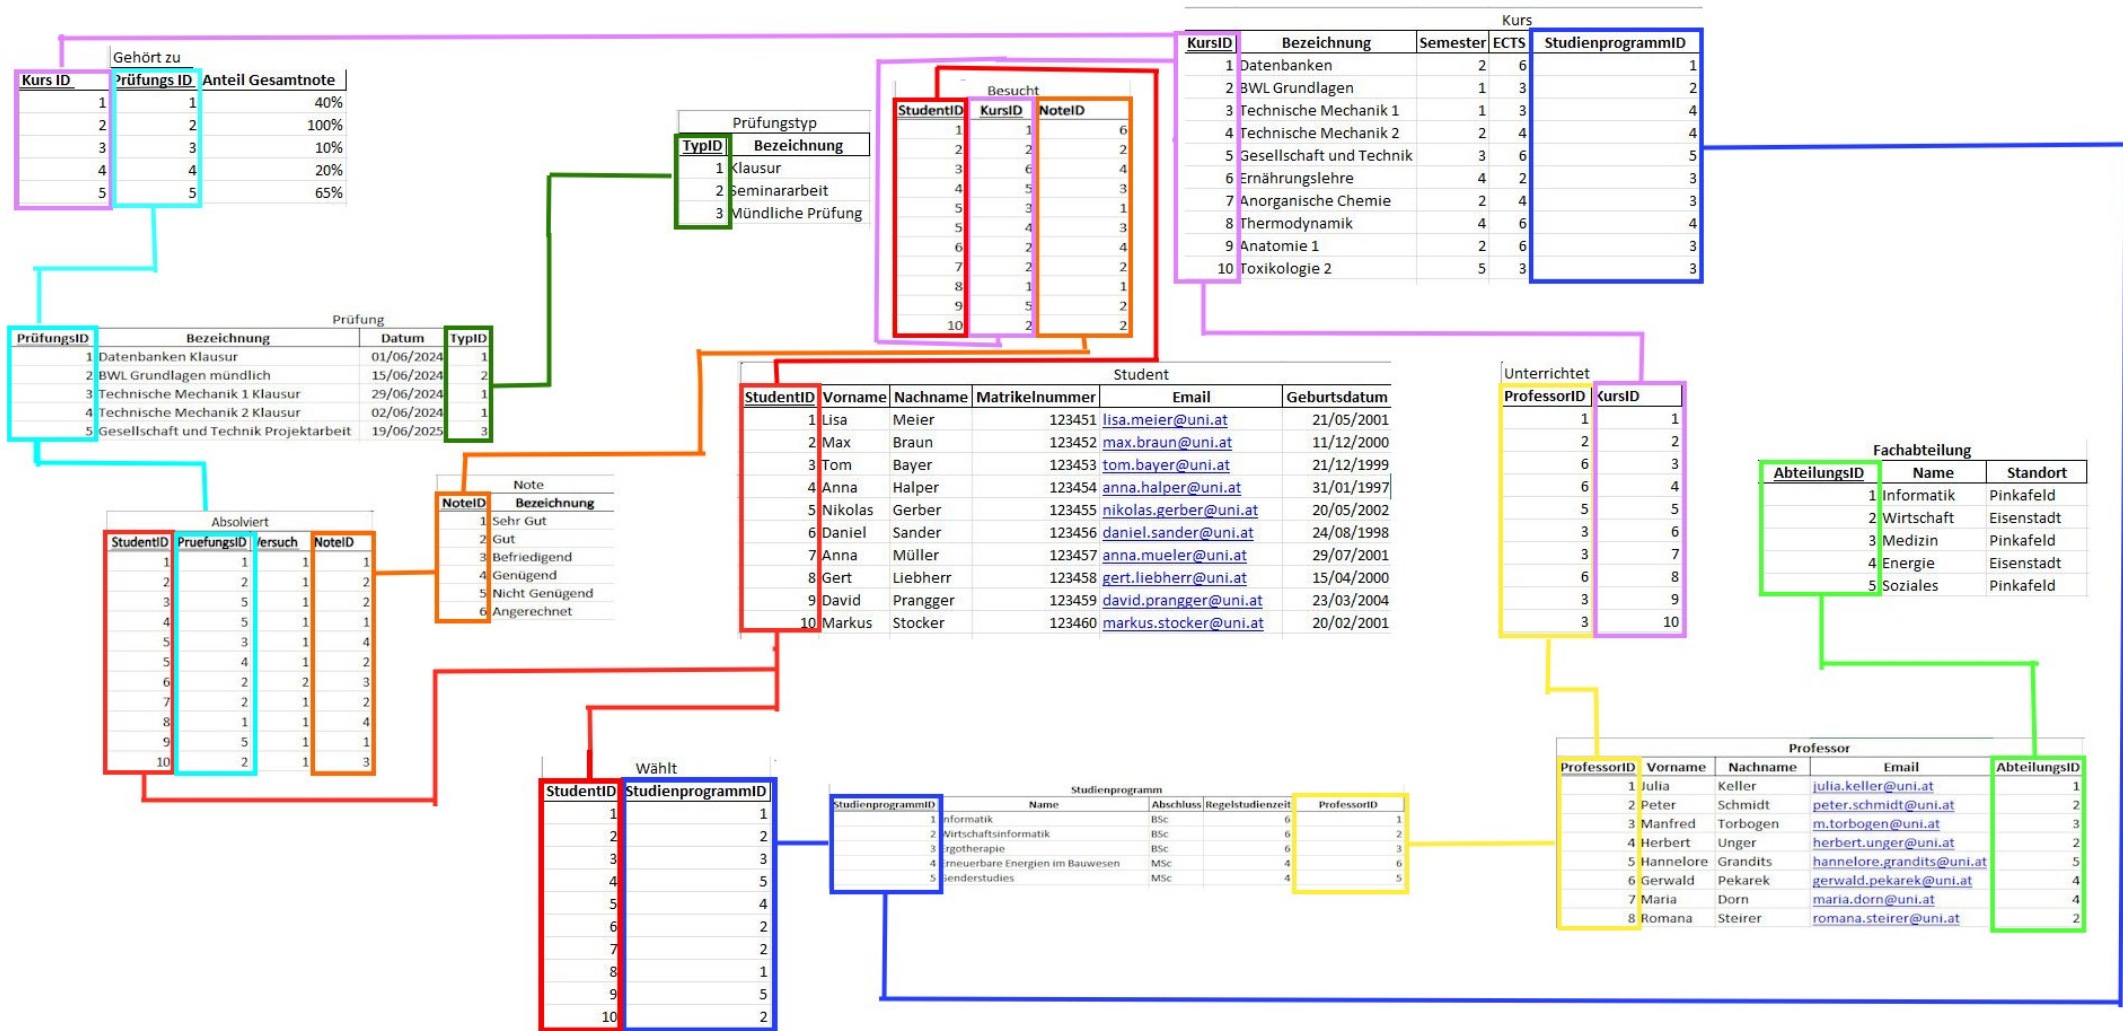 Gehört zu
Kurs ID Prüfungs ID Anteil Gesamtnote
1 1 40%
2 2 100%
3 3 10%
4 4 20%
5 5 65%
Prüfungstyp
TypID Bezeichnung
1 Klausur
2 Seminararbeit
3 Mündliche Prüfung
Besucht
StudentID KursID NoteID
1 1 6
2 2 2
3 6 4
4 5 3
5 3 1
5 4 3
6 2 4
7 2 2
8 1 1
9 5 2
10 2 2
Kurs
KursID Bezeichnung Semester ECTS StudienprogrammID
1 Datenbanken 2 6 1
2 BWL Grundlagen 1 3 2
3 Technische Mechanik 1 1 3 4
4 Technische Mechanik 2 2 4 4
5 Gesellschaft und Technik 3 6 5
6 Ernährungslehre 4 2 3
7 Anorganische Chemie 2 4 3
8 Thermodynamik 4 6 4
9 Anatomie 1 2 6 3
10 Toxikologie 2 5 3 3
Prüfung
PrüfungsID Bezeichnung Datum TypID
1 Datenbanken Klausur 01/06/2024 1
2 BWL Grundlagen mündlich 15/06/2024 2
3 Technische Mechanik 1 Klausur 29/06/2024 1
4 Technische Mechanik 2 Klausur 02/06/2024 1
5 Gesellschaft und Technik Projektarbeit 19/06/2025 3
Student
StudentID Vorname Nachname Matrikelnummer Email Geburtsdatum
1 Lisa Meier 123451 lisa.meier@uni.at 21/05/2001
2 Max Braun 123452 max.braun@uni.at 11/12/2000
3 Tom Bayer 123453 tom.bayer@uni.at 21/12/1999
4 Anna Halper 123454 anna.halper@uni.at 31/01/1997
5 Nikolas Gerber 123455 nikolas.gerber@uni.at 20/05/2002
6 Daniel Sander 123456 daniel.sander@uni.at 24/08/1998
7 Anna Müller 123457 anna.mueler@uni.at 29/07/2001
8 Gert Liebherr 123458 gert.liebherr@uni.at 15/04/2000
9 David Prangger 123459 david.prangger@uni.at 23/03/2004
10 Markus Stocker 123460 markus.stocker@uni.at 20/02/2001
Unterrichtet
ProfessorID KursID
1 1
2 2
6 3
6 4
5 5
3 6
3 7
6 8
3 9
3 10
Fachabteilung
AbteilungsID Name Standort
1 Informatik Pinkafeld
2 Wirtschaft Eisenstadt
3 Medizin Pinkafeld
4 Energie Eisenstadt
5 Soziales Pinkafeld
Note
NoteID Bezeichnung
1 Sehr Gut
2 Gut
3 Befriedigend
4 Genügend
5 Nicht Genügend
6 Angerechnet
Absolviert
StudentID PruefungsID Versuch NoteID
1 1 1 1
2 2 1 2
3 5 1 2
4 5 1 1
5 3 1 4
5 4 1 2
6 2 2 3
7 2 1 2
8 1 1 4
9 5 1 1
10 2 1 3
Wählt
StudentID StudienprogrammID
1 1
2 2
3 3
4 5
5 4
6 2
7 2
8 1
9 5
10 2
Studienprogramm
StudienprogrammID Name Abschluss Regelstudienzeit ProfessorID
1 Informatik BSc 6 1
2 Wirtschaftsinformatik BSc 6 2
3 Ergotherapie BSc 6 3
4 Erneuerbare Energien im Bauwesen MSc 4 6
5 Genderstudies MSc 4 5
Professor
ProfessorID Vorname Nachname Email AbteilungsID
1 Julia Keller julia.keller@uni.at 1
2 Peter Schmidt peter.schmidt@uni.at 2
3 Manfred Torbogen m.torbogen@uni.at 3
4 Herbert Unger herbert.unger@uni.at 2
5 Hannelore Grandits hannelore.grandits@uni.at 5
6 Gerwald Pekarek gerwald.pekarek@uni.at 4
7 Maria Dorn maria.dorn@uni.at 4
8 Romana Steirer romana.steirer@uni.at 2